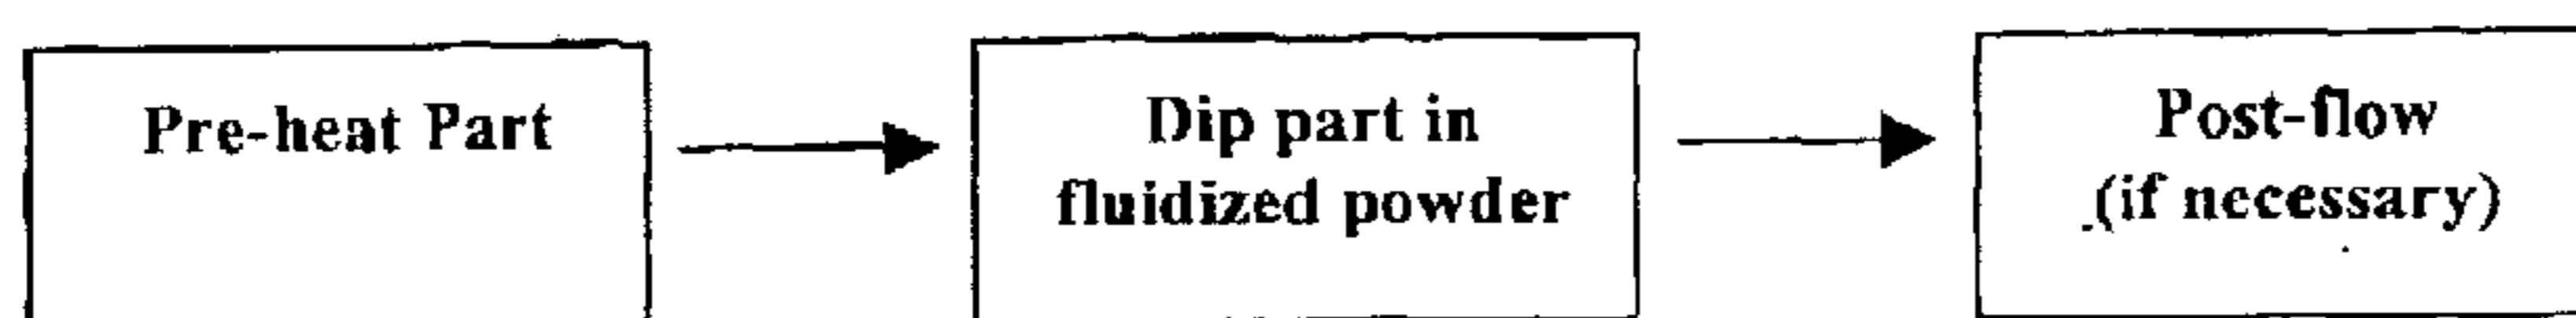 Pre-heat Part
Dip part in
fluidized powder
Post-flow
(if necessary)